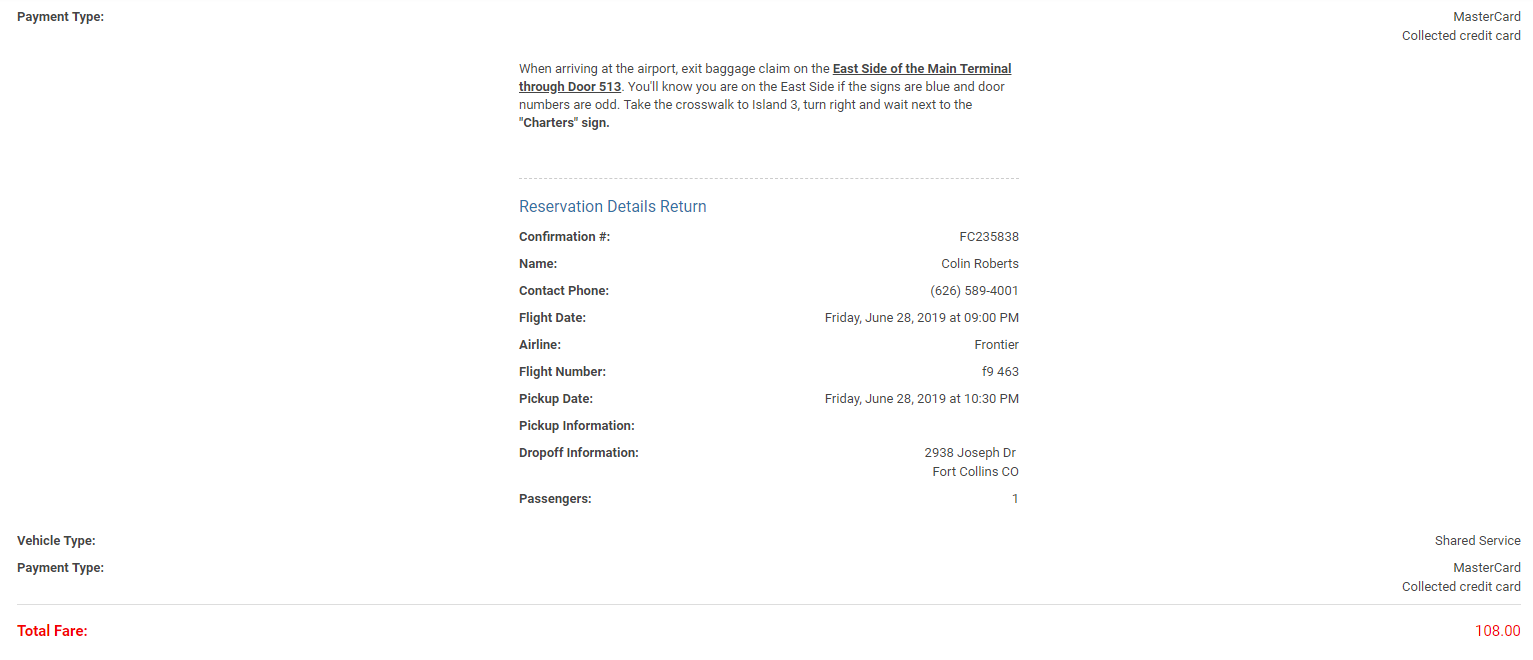 Payment Type: MasterCard
Collected credit card
When arriving at the airport, exit baggage claim on the East Side of the Main Terminal
through Door 513. You'll know you are on the East Side if the signs are blue and door
numbers are odd. Take the crosswalk to Island 3, turn right and wait next to the
"Charters" sign.
Reservation Details Return
Confirmation #: FC235838
Name: Colin Roberts
Contact Phone: (626) 589-4001
Flight Date: Friday, June 28, 2019 at 09:00 PM
Airline: Frontier
Flight Number: f9 463
Pickup Date: Friday, June 28, 2019 at 10:30 PM
Pickup Information:
Dropoff Information: 2938 Joseph Dr
Fort Collins CO
Passengers: 1
Vehicle Type: Shared Service
Payment Type: MasterCard
Collected credit card
Total Fare: 108.00